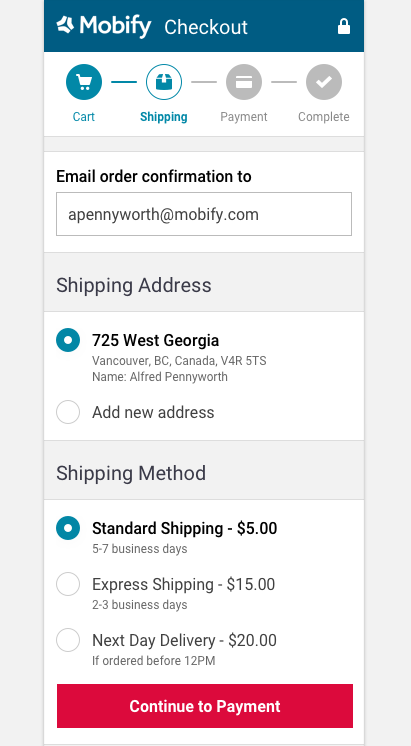 Mobify Checkout
Cart Shipping Payment Complete
Email order confirmation to
apennyworth@mobify.com
Shipping Address
725 West Georgia
Vancouver, BC, Canada, V4R 5TS
Name: Alfred Pennyworth
Add new address
Shipping Method
Standard Shipping - $5.00
5-7 business days
Express Shipping - $15.00
2-3 business days
Next Day Delivery - $20.00
If ordered before 12PM
Continue to Payment